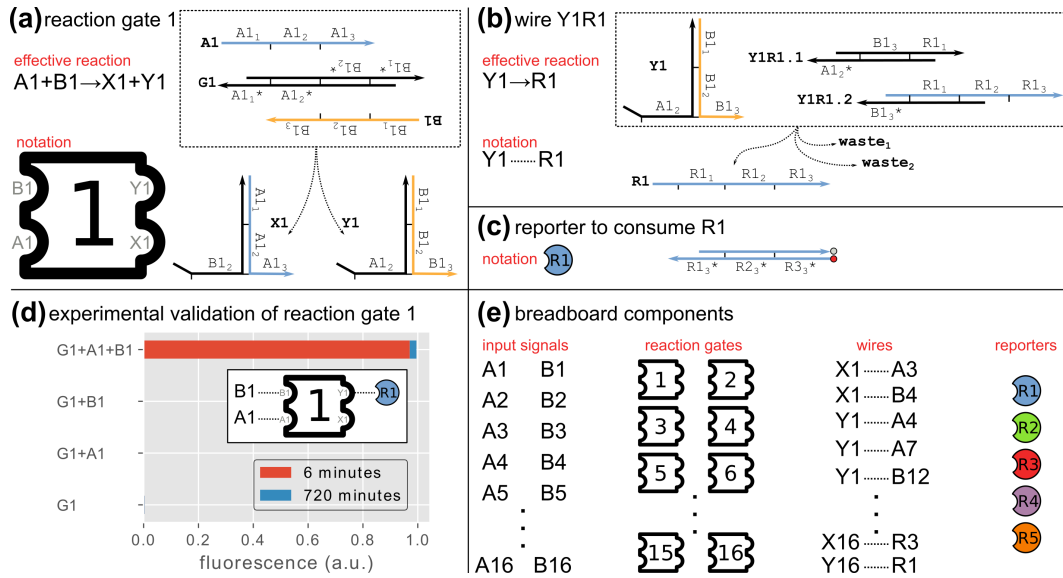 (a) reaction gate 1
effective reaction
A1+B1→X1+Y1
notation
B1
Y1
1
A1
X1
A1
A1₁ A1₂ A1₃
*B1₂ *B1₁
G1
A1₁* A1₂*
B1₃ B1₂ B1₁
B1
X1
A1₁
A1₂
B1₂ A1₃
Y1
B1₁
B1₂
A1₂ B1₃
(b) wire Y1R1
effective reaction
Y1→R1
notation
Y1 ······ R1
Y1
B1₁
B1₂
A1₂ B1₃
Y1R1.1
B1₃ R1₁
A1₂*
R1₁ R1₂ R1₃
Y1R1.2
B1₃*
waste₁
waste₂
R1
R1₁ R1₂ R1₃
(c) reporter to consume R1
notation
R1
R1₃* R2₃* R3₃*
(d) experimental validation of reaction gate 1
G1+A1+B1
G1+B1
G1+A1
G1
B1 ······ B1
A1 ······ A1
1
Y1 ······ R1
X1
6 minutes
720 minutes
0.0 0.2 0.4 0.6 0.8 1.0
fluorescence (a.u.)
(e) breadboard components
input signals
A1 B1
A2 B2
A3 B3
A4 B4
A5 B5
A16 B16
reaction gates
1 2
3 4
5 6
15 16
wires
X1 ······ A3
X1 ······ B4
Y1 ······ A4
Y1 ······ A7
Y1 ······ B12
X16 ······ R3
Y16 ······ R1
reporters
R1
R2
R3
R4
R5